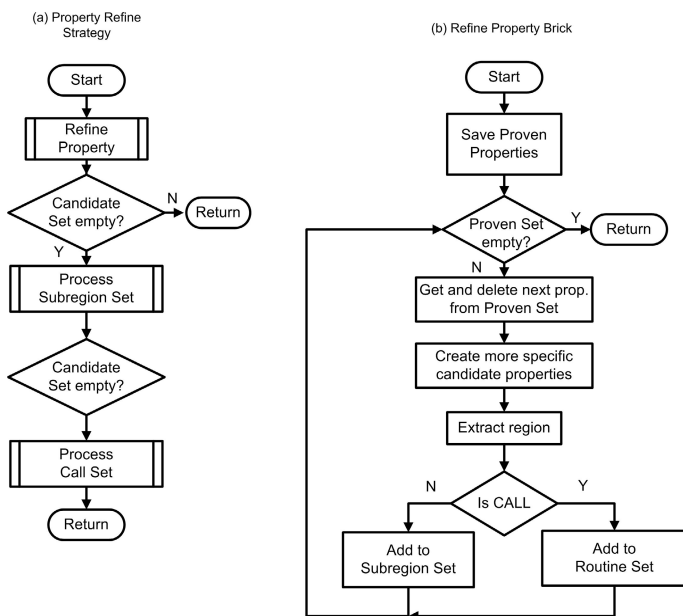 (a) Property Refine
Strategy
Start
Refine
Property
Candidate
Set empty?
N
Return
Y
Process
Subregion Set
Candidate
Set empty?
Process
Call Set
Return
(b) Refine Property Brick
Start
Save Proven
Properties
Proven Set
empty?
Y
Return
N
Get and delete next prop.
from Proven Set
Create more specific
candidate properties
Extract region
N
Is CALL
Y
Add to
Subregion Set
Add to
Routine Set